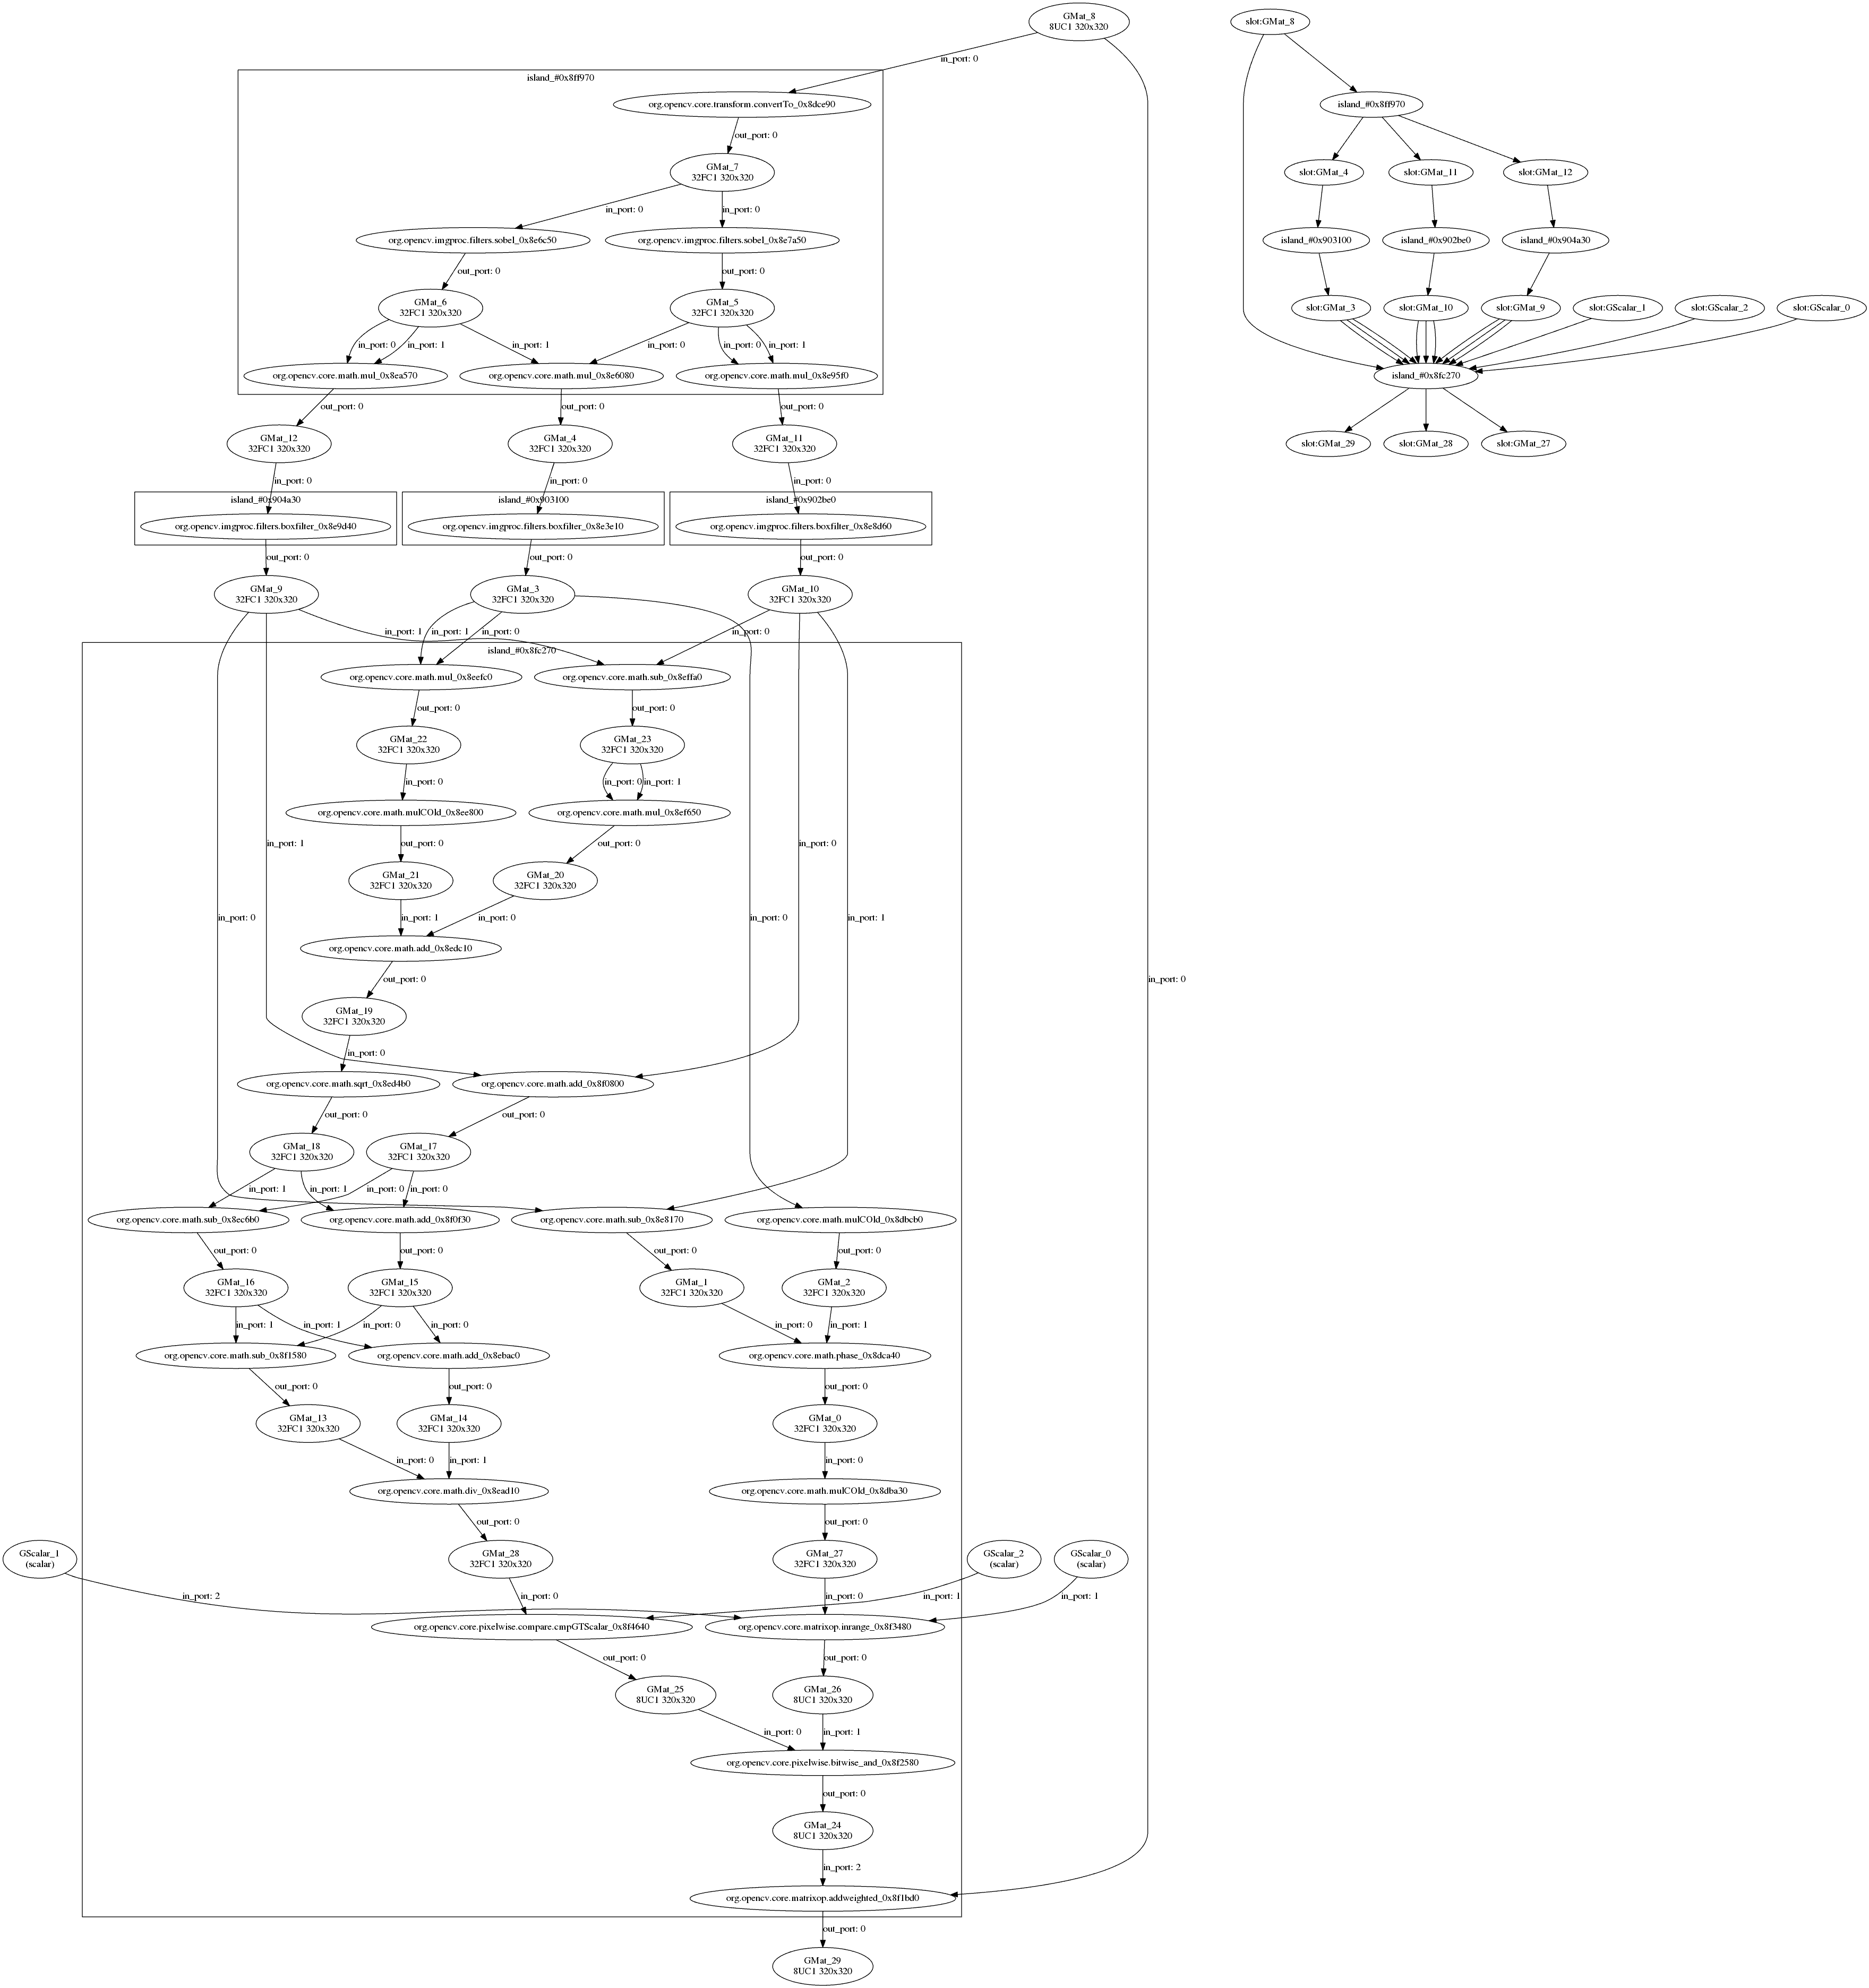 GMat_8
8UC1 320x320
in_port: 0
island_#0x8ff970
org.opencv.core.transform.convertTo_0x8dce90
out_port: 0
GMat_7
32FC1 320x320
in_port: 0
in_port: 0
org.opencv.imgproc.filters.sobel_0x8e6c50
org.opencv.imgproc.filters.sobel_0x8e7a50
out_port: 0
out_port: 0
GMat_6
32FC1 320x320
GMat_5
32FC1 320x320
in_port: 0
in_port: 1
in_port: 1
in_port: 0
in_port: 0
in_port: 1
org.opencv.core.math.mul_0x8ea570
org.opencv.core.math.mul_0x8e6080
org.opencv.core.math.mul_0x8e95f0
out_port: 0
out_port: 0
out_port: 0
GMat_12
32FC1 320x320
GMat_4
32FC1 320x320
GMat_11
32FC1 320x320
in_port: 0
in_port: 0
in_port: 0
island_#0x904a30
island_#0x903100
island_#0x902be0
org.opencv.imgproc.filters.boxfilter_0x8e9d40
org.opencv.imgproc.filters.boxfilter_0x8e3e10
org.opencv.imgproc.filters.boxfilter_0x8e8d60
out_port: 0
out_port: 0
out_port: 0
GMat_9
32FC1 320x320
GMat_3
32FC1 320x320
GMat_10
32FC1 320x320
in_port: 1
in_port: 1
in_port: 0
in_port: 0
island_#0x8fc270
org.opencv.core.math.mul_0x8eefc0
org.opencv.core.math.sub_0x8effa0
out_port: 0
out_port: 0
GMat_22
32FC1 320x320
GMat_23
32FC1 320x320
in_port: 0
in_port: 0
in_port: 1
org.opencv.core.math.mulCOld_0x8ee800
org.opencv.core.math.mul_0x8ef650
in_port: 1
out_port: 0
out_port: 0
in_port: 0
GMat_21
32FC1 320x320
GMat_20
32FC1 320x320
in_port: 0
in_port: 1
in_port: 0
in_port: 0
in_port: 1
org.opencv.core.math.add_0x8edc10
out_port: 0
in_port: 0
GMat_19
32FC1 320x320
in_port: 0
org.opencv.core.math.sqrt_0x8ed4b0
org.opencv.core.math.add_0x8f0800
out_port: 0
out_port: 0
GMat_18
32FC1 320x320
GMat_17
32FC1 320x320
in_port: 1
in_port: 1
in_port: 0
in_port: 0
org.opencv.core.math.sub_0x8ec6b0
org.opencv.core.math.add_0x8f0f30
org.opencv.core.math.sub_0x8e8170
org.opencv.core.math.mulCOld_0x8dbcb0
out_port: 0
out_port: 0
out_port: 0
out_port: 0
GMat_16
32FC1 320x320
GMat_15
32FC1 320x320
GMat_1
32FC1 320x320
GMat_2
32FC1 320x320
in_port: 1
in_port: 1
in_port: 0
in_port: 0
in_port: 0
in_port: 1
org.opencv.core.math.sub_0x8f1580
org.opencv.core.math.add_0x8ebac0
org.opencv.core.math.phase_0x8dca40
out_port: 0
out_port: 0
out_port: 0
GMat_13
32FC1 320x320
GMat_14
32FC1 320x320
GMat_0
32FC1 320x320
in_port: 0
in_port: 1
in_port: 0
org.opencv.core.math.div_0x8ead10
org.opencv.core.math.mulCOld_0x8dba30
out_port: 0
out_port: 0
GScalar_1
(scalar)
GMat_28
32FC1 320x320
GMat_27
32FC1 320x320
GScalar_2
(scalar)
GScalar_0
(scalar)
in_port: 2
in_port: 0
in_port: 0
in_port: 1
in_port: 1
org.opencv.core.pixelwise.compare.cmpGTScalar_0x8f4640
org.opencv.core.matrixop.inrange_0x8f3480
out_port: 0
out_port: 0
GMat_25
8UC1 320x320
GMat_26
8UC1 320x320
in_port: 0
in_port: 1
org.opencv.core.pixelwise.bitwise_and_0x8f2580
out_port: 0
GMat_24
8UC1 320x320
in_port: 2
org.opencv.core.matrixop.addweighted_0x8f1bd0
out_port: 0
GMat_29
8UC1 320x320
slot:GMat_8
island_#0x8ff970
slot:GMat_4
slot:GMat_11
slot:GMat_12
island_#0x903100
island_#0x902be0
island_#0x904a30
slot:GMat_3
slot:GMat_10
slot:GMat_9
slot:GScalar_1
slot:GScalar_2
slot:GScalar_0
island_#0x8fc270
slot:GMat_29
slot:GMat_28
slot:GMat_27